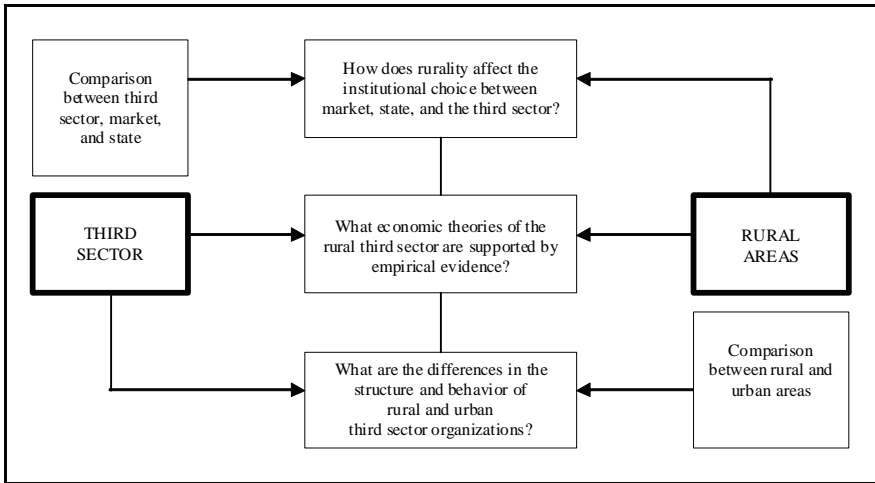 Comparison
between third
sector, market,
and state
How does rurality affect the
institutional choice between
market, state, and the third sector?
THIRD
SECTOR
What economic theories of the
rural third sector are supported by
empirical evidence?
RURAL
AREAS
What are the differences in the
structure and behavior of
rural and urban
third sector organizations?
Comparison
between rural and
urban areas